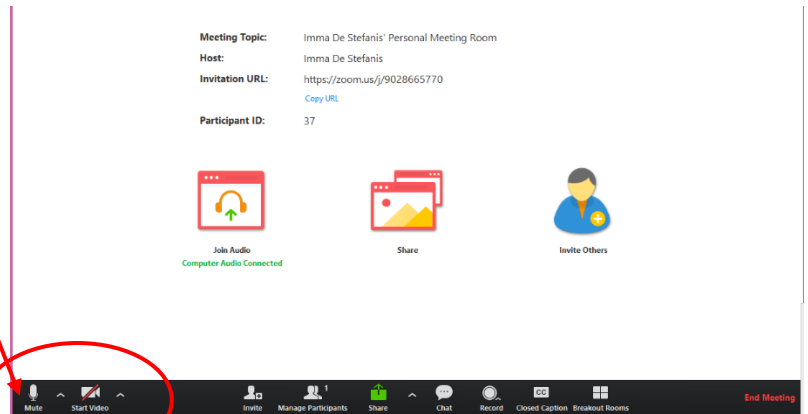 Meeting Topic: Imma De Stefanis' Personal Meeting Room
Host: Imma De Stefanis
Invitation URL: https://zoom.us/j/9028665770
Copy URL
Participant ID: 37
Join Audio Share Invite Others
Computer Audio Connected
1
CC
Mute Start Video Invite Manage Participants Share Chat Record Closed Caption Breakout Rooms End Meeting